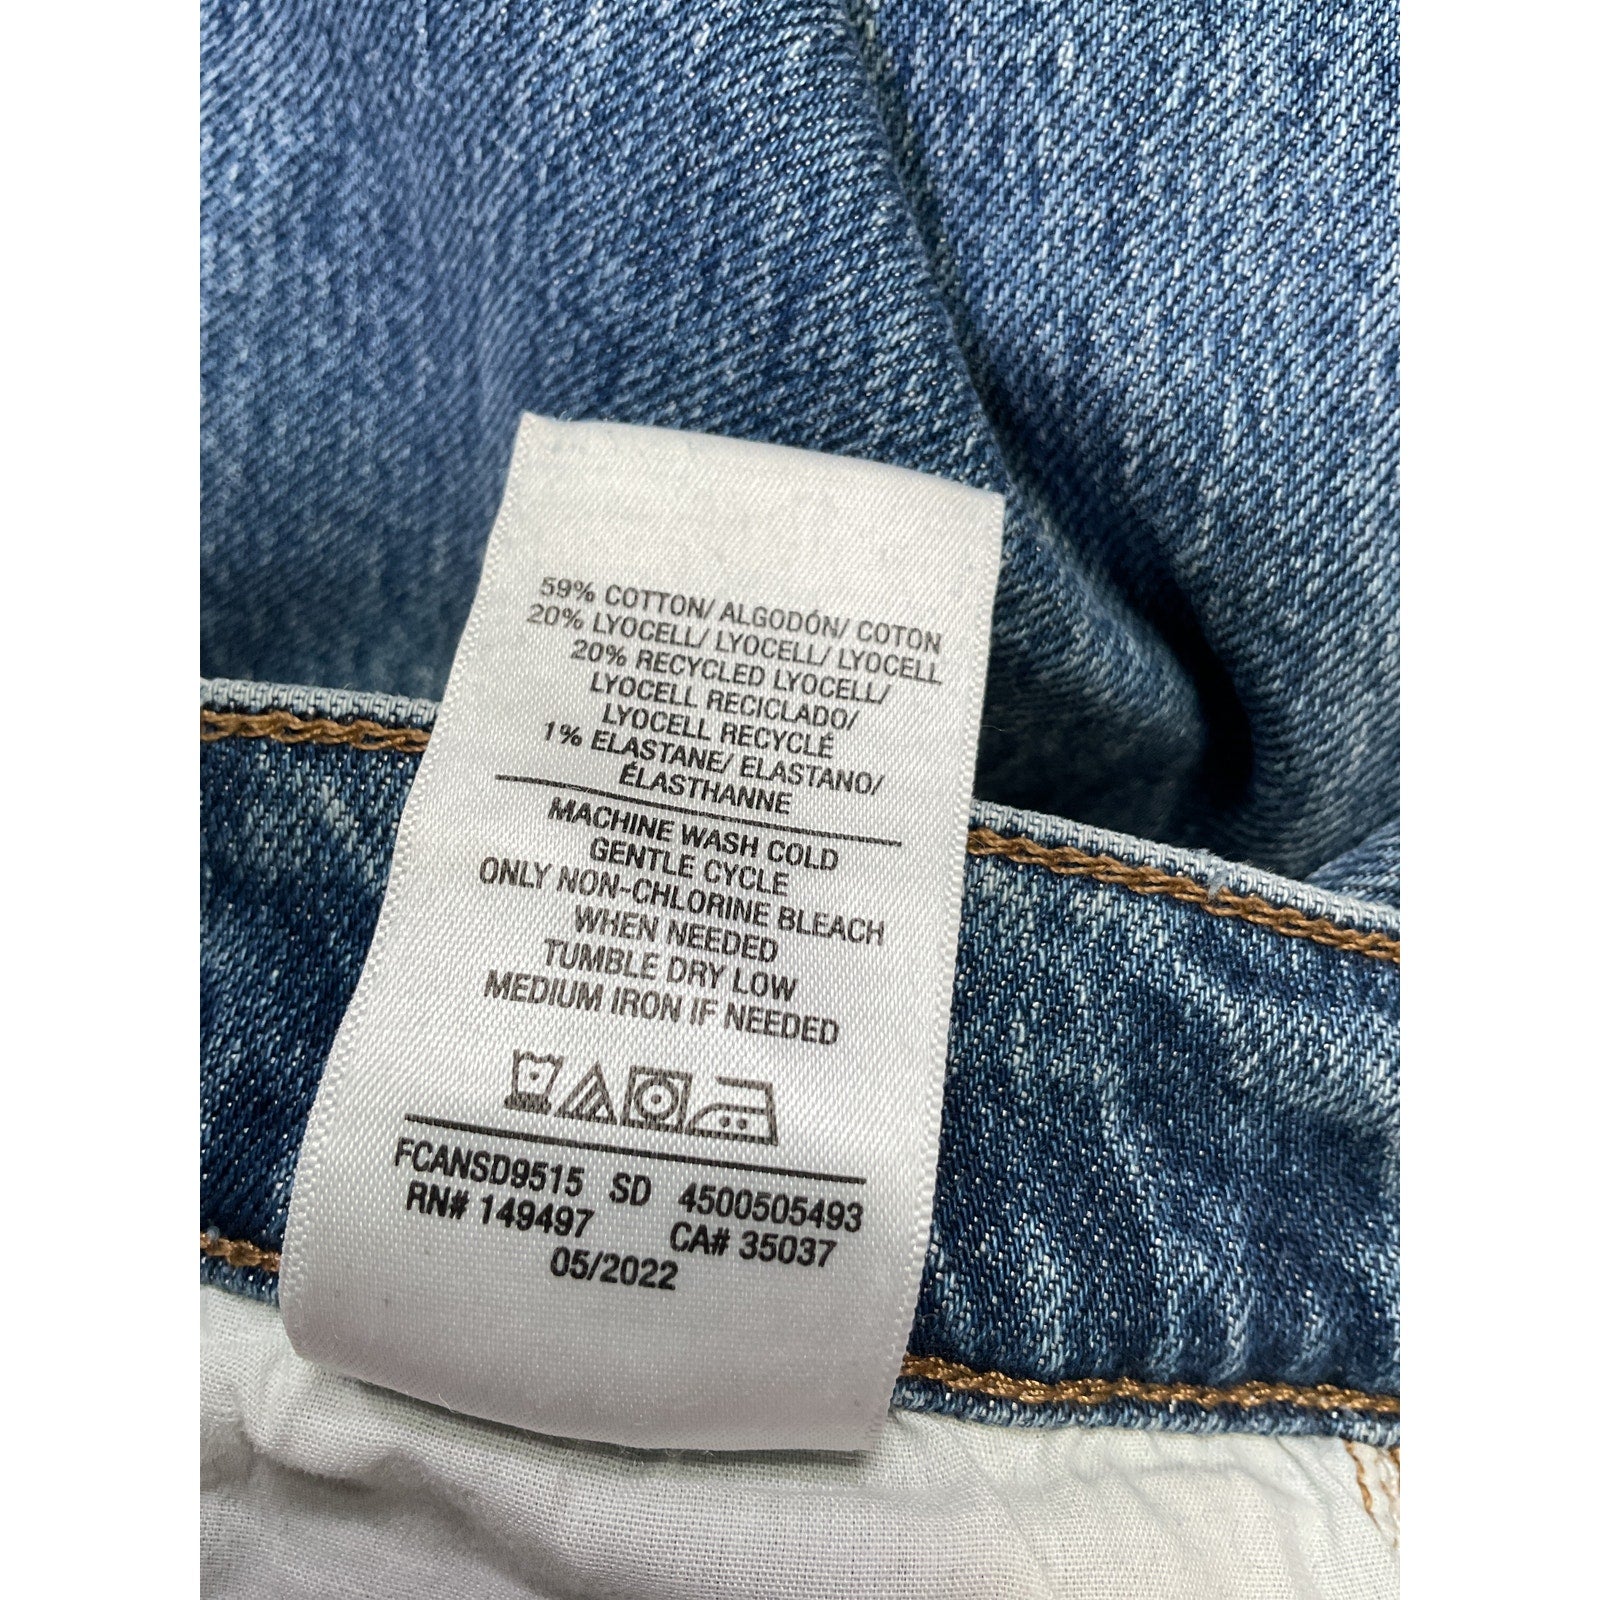 59% COTTON/ ALGODÓN/ COTON
20% LYOCELL/ LYOCELL/ LYOCELL
20% RECYCLED LYOCELL/
LYOCELL RECICLADO/
LYOCELL RECYCLÉ
1% ELASTANE/ ELASTANO/
ÉLASTHANNE
MACHINE WASH COLD
GENTLE CYCLE
ONLY NON-CHLORINE BLEACH
WHEN NEEDED
TUMBLE DRY LOW
MEDIUM IRON IF NEEDED
FCANSD9515 SD 4500505493
RN# 149497 CA# 35037
05/2022